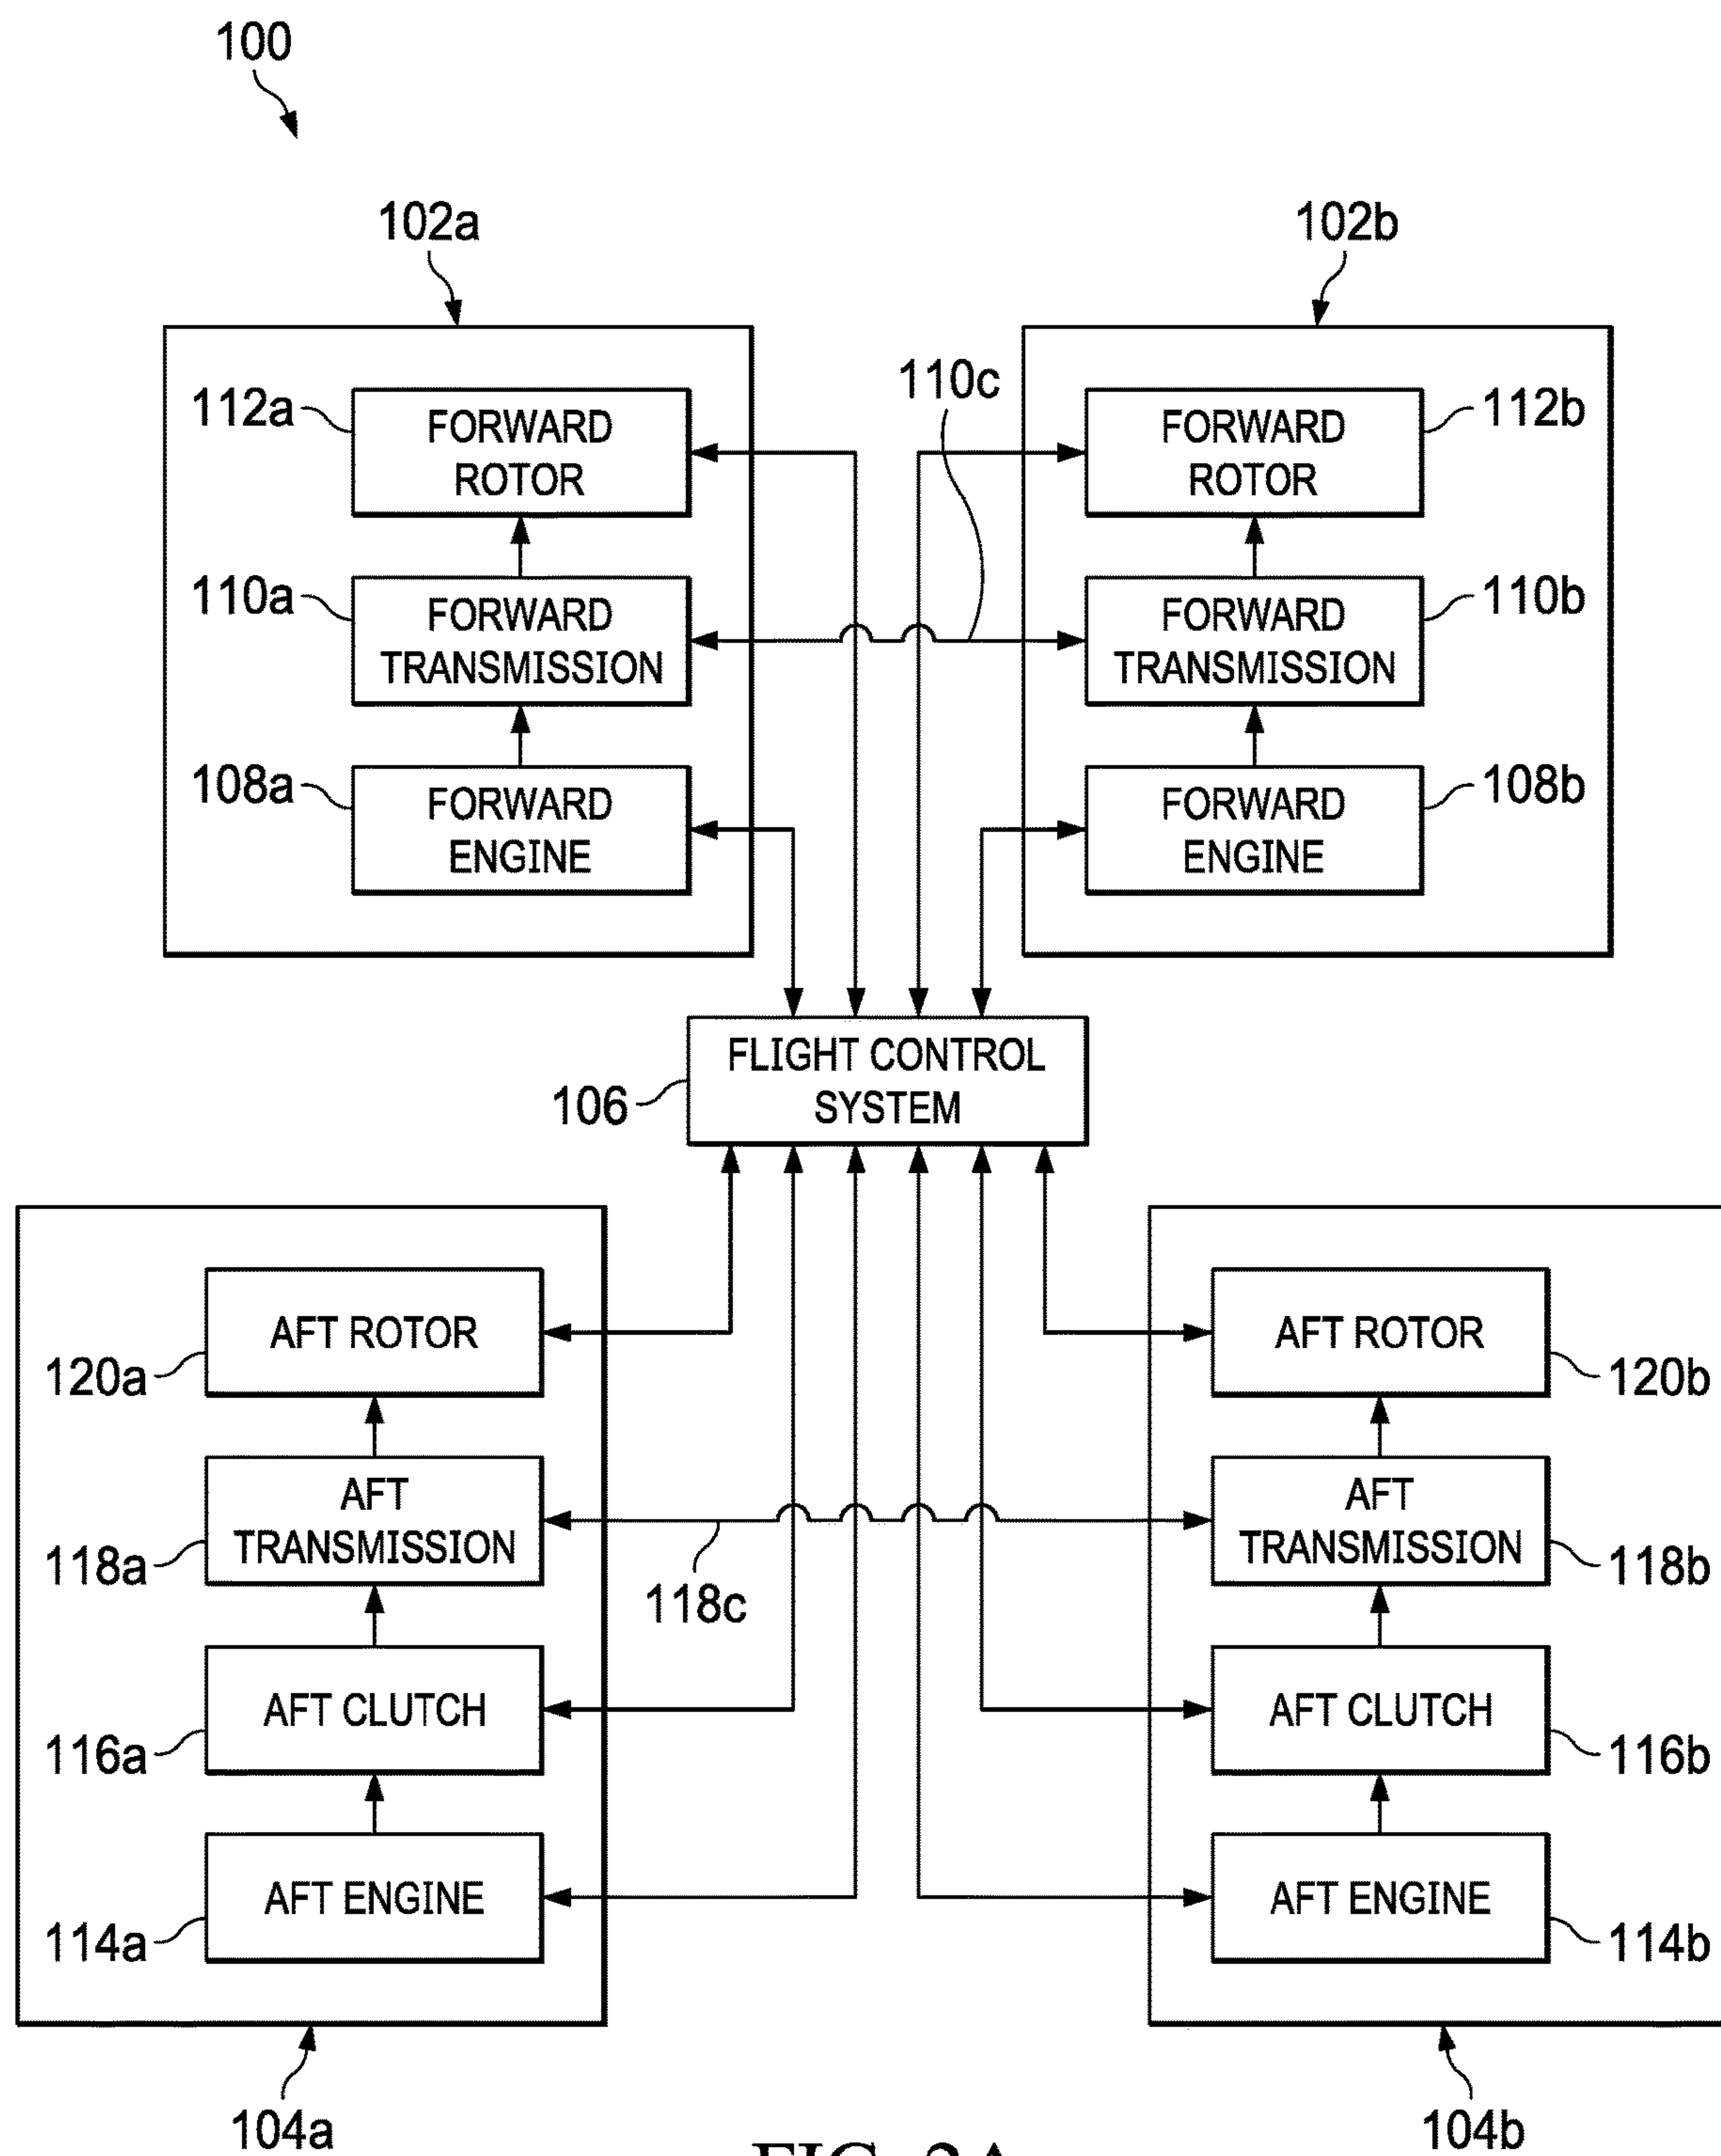 100
102a
102b
110c
112a
FORWARD
ROTOR
FORWARD
ROTOR
112b
110a
FORWARD
TRANSMISSION
FORWARD
TRANSMISSION
110b
108a
FORWARD
ENGINE
FORWARD
ENGINE
108b
106
FLIGHT CONTROL
SYSTEM
AFT ROTOR
120a
AFT ROTOR
120b
AFT
TRANSMISSION
118a
118c
AFT
TRANSMISSION
118b
AFT CLUTCH
116a
AFT CLUTCH
116b
AFT ENGINE
114a
AFT ENGINE
114b
104a
104b
FIG. 2A